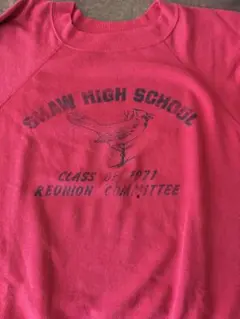 SHAW HIGH SCHOOL
CLASS OF 1971
REUNION COMMITTEE